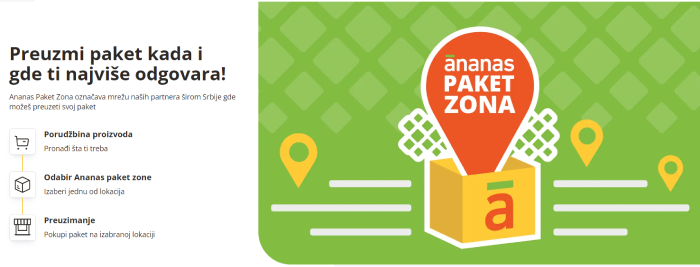 Preuzmi paket kada i
gde ti najviše odgovara!
Ananas Paket Zona označava mrežu naših partnera širom Srbije gde
možeš preuzeti svoj paket
Porudžbina proizvoda
Pronađi šta ti treba
Odabir Ananas paket zone
Izaberi jednu od lokacija
Preuzimanje
Pokupi paket na izabranoj lokaciji
ānanas
PAKET
ZONA
ā